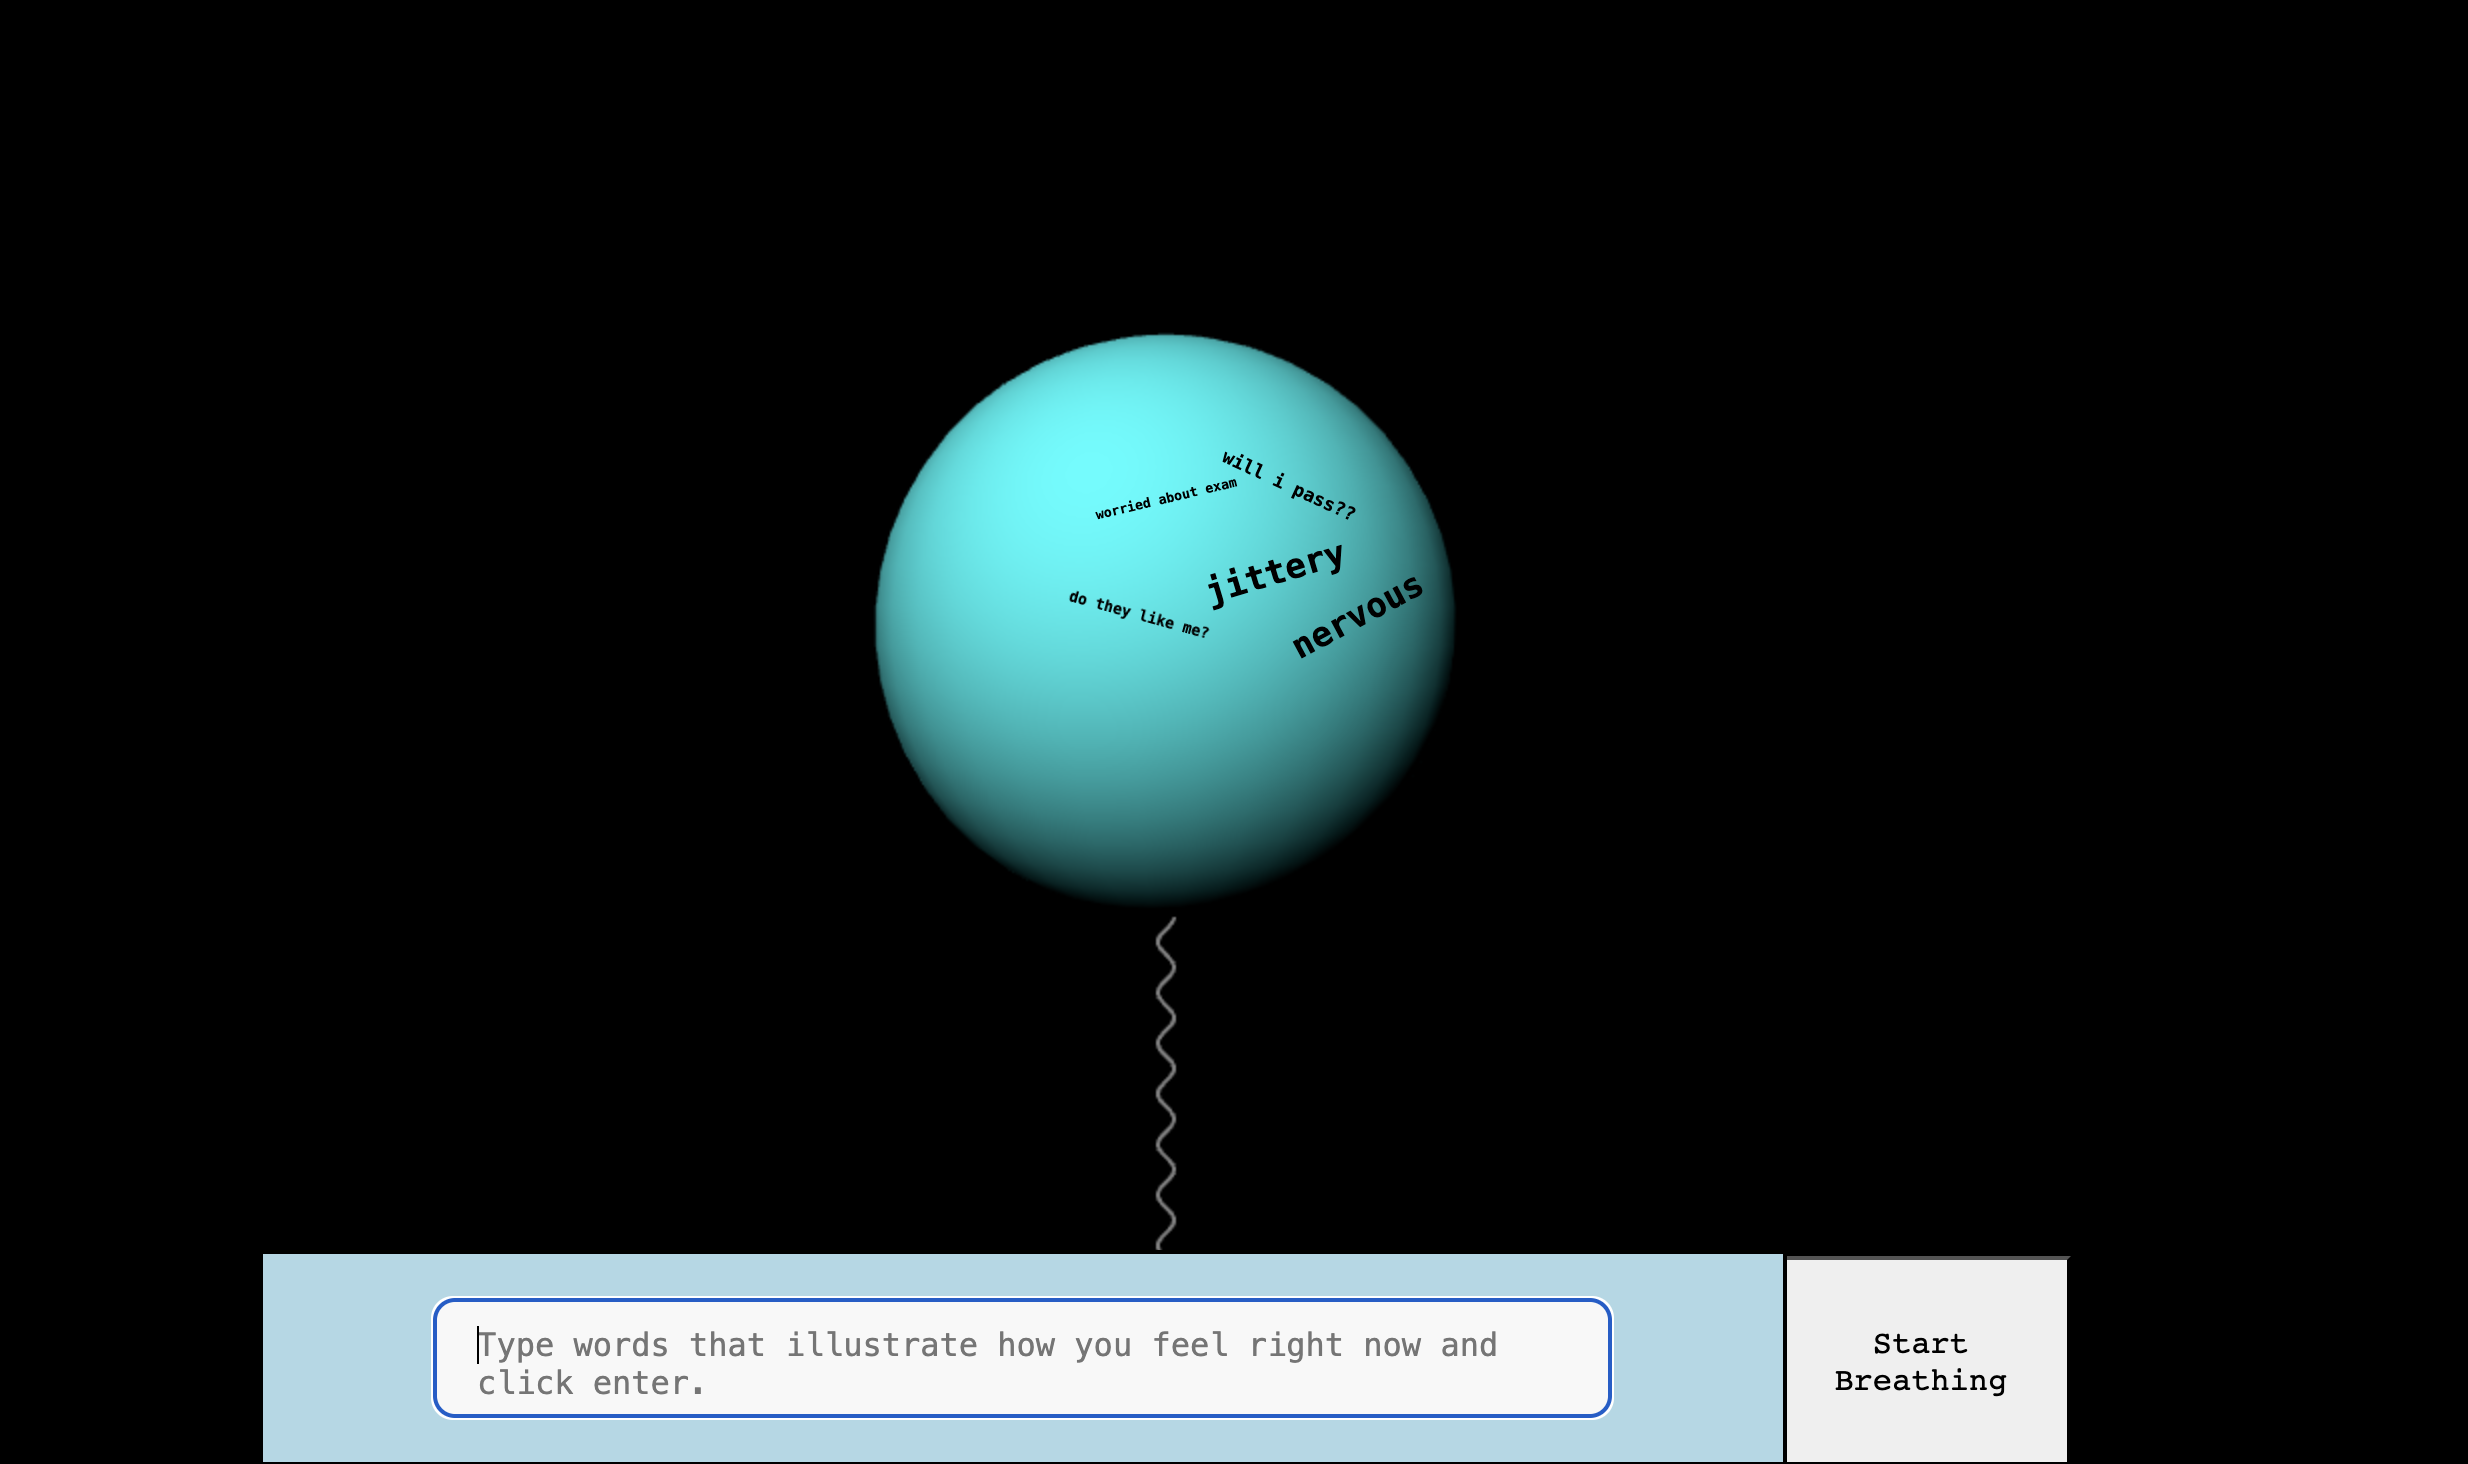 will i pass??
worried about exam
jittery
nervous
do they like me?
Type words that illustrate how you feel right now and
click enter.
Start
Breathing